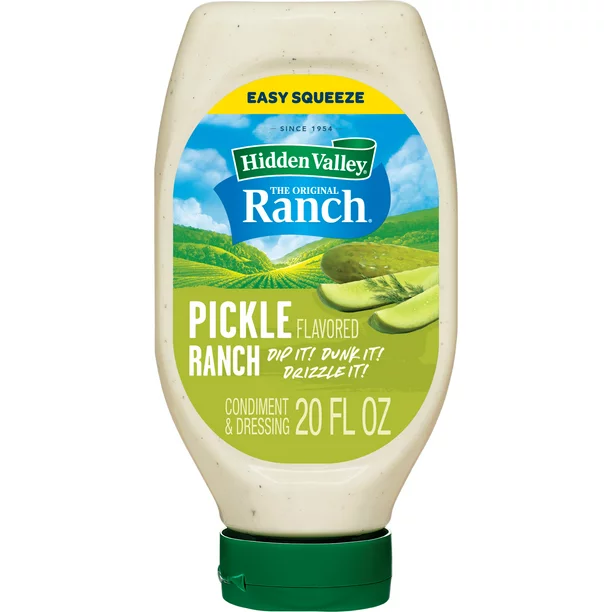 EASY SQUEEZE
SINCE 1954
Hidden Valley®
THE ORIGINAL
Ranch®
PICKLE FLAVORED
RANCH DIP IT! DUNK IT!
DRIZZLE IT!
CONDIMENT
& DRESSING 20 FL OZ